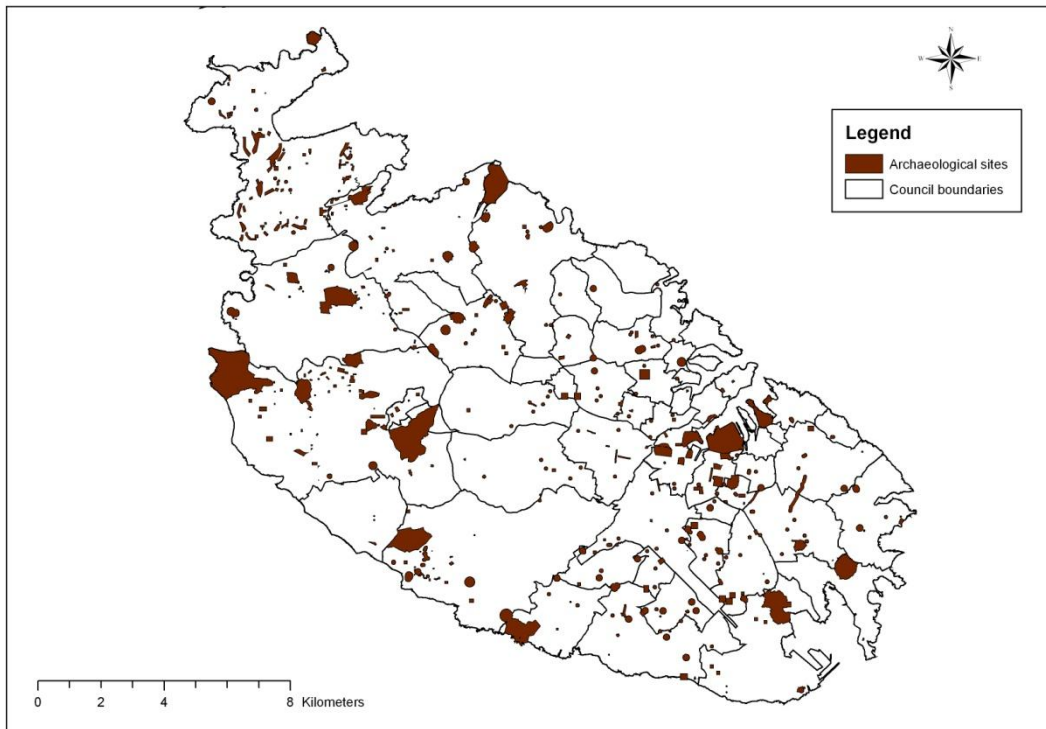 N
W E
S
Legend
Archaeological sites
Council boundaries
0 2 4 8 Kilometers